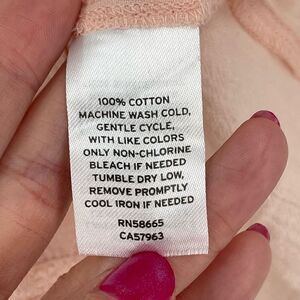 100% COTTON
MACHINE WASH COLD,
GENTLE CYCLE,
WITH LIKE COLORS
ONLY NON-CHLORINE
BLEACH IF NEEDED
TUMBLE DRY LOW,
REMOVE PROMPTLY
COOL IRON IF NEEDED
RN58665
CA57963